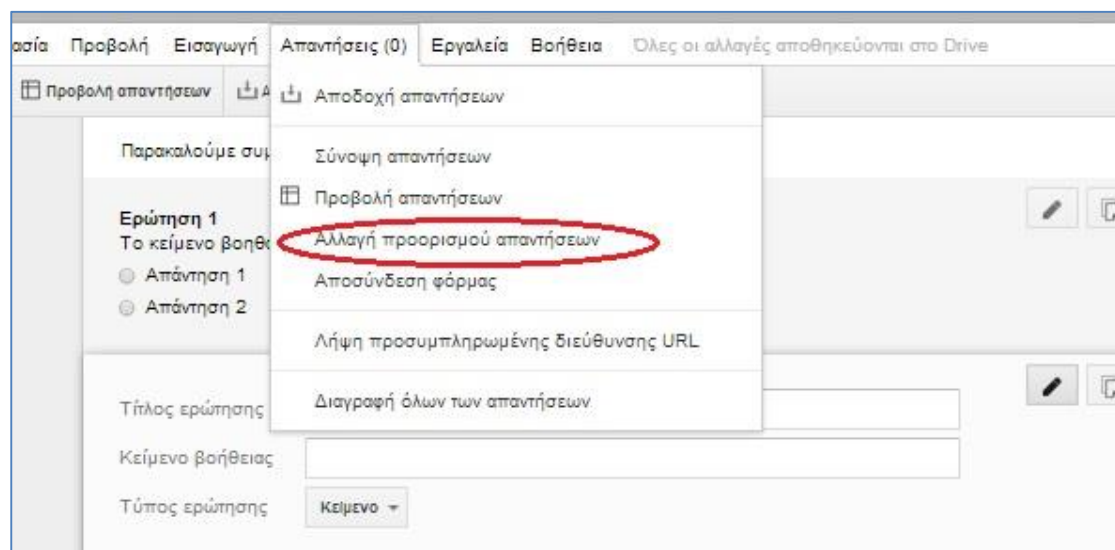 ασία Προβολή Εισαγωγή Απαντήσεις (0) Εργαλεία Βοήθεια Όλες οι αλλαγές αποθηκεύονται στο Drive
Προβολή απαντήσεων Α
Αποδοχή απαντήσεων
Παρακαλούμε συμ
Σύνοψη απαντήσεων
Προβολή απαντήσεων
Ερώτηση 1
Το κείμενο βοηθ
Αλλαγή προορισμού απαντήσεων
Απάντηση 1
Αποσύνδεση φόρμας
Απάντηση 2
Λήψη προσυμπληρωμένης διεύθυνσης URL
Διαγραφή όλων των απαντήσεων
Τίτλος ερώτησης
Κείμενο βοήθειας
Τύπος ερώτησης Κείμενο